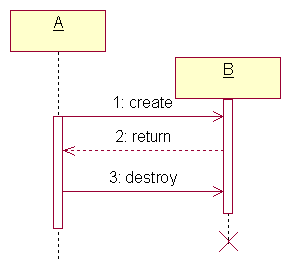 A
B
1: create
2: return
3: destroy